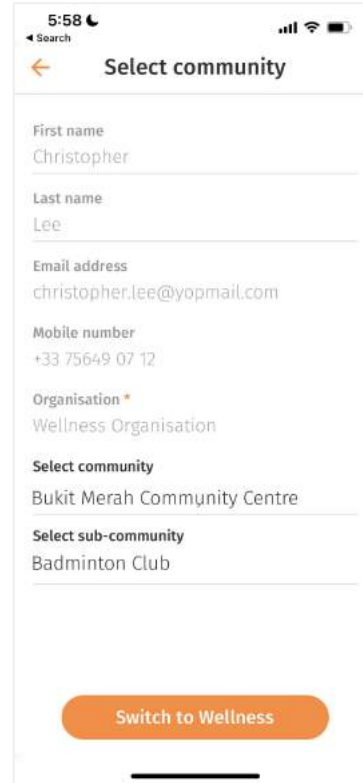 5:58
◀ Search
Select community
First name
Christopher
Last name
Lee
Email address
christopher.lee@yopmail.com
Mobile number
+33 75649 07 12
Organisation *
Wellness Organisation
Select community
Bukit Merah Community Centre
Select sub-community
Badminton Club
Switch to Wellness